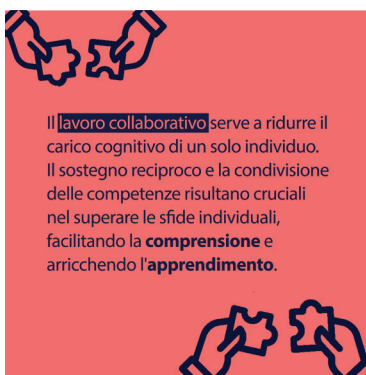 Il lavoro collaborativo serve a ridurre il
carico cognitivo di un solo individuo.
Il sostegno reciproco e la condivisione
delle competenze risultano cruciali
nel superare le sfide individuali,
facilitando la comprensione e
arricchendo l'apprendimento.